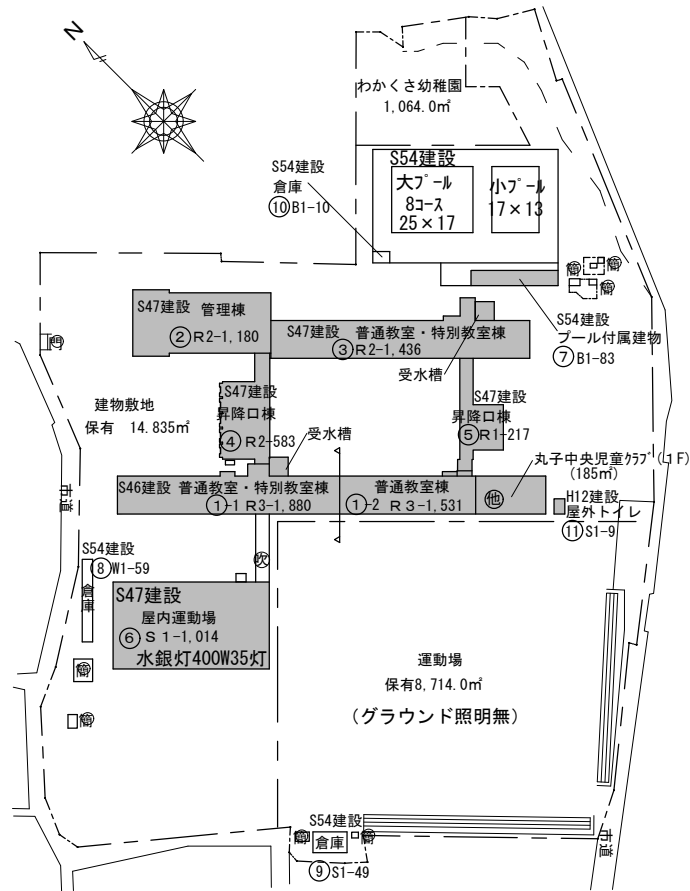 N
わかくさ幼稚園
1,064.0㎡
S54建設
大プール
8コース
25×17
小プール
17×13
S54建設
倉庫
⑩B1-10
簡
簡
S47建設 管理棟
②R2-1,180
S47建設 普通教室・特別教室棟
③R2-1,436
受水槽
S54建設
プール付属建物
⑦B1-83
門
建物敷地
保有 14.835㎡
S47建設
昇降口棟
④R2-583
受水槽
S47建設
昇降口棟
⑤R1-217
丸子中央児童クラブ(1F)
(185㎡)
市道
S46建設 普通教室・特別教室棟
①-1 R3-1,880
普通教室棟
①-2 R3-1,531
他
H12建設
屋外トイレ
⑪S1-9
S54建設
⑧W1-59
倉庫
吹
S47建設
屋内運動場
⑥S1-1,014
水銀灯400W35灯
簡
簡
運動場
保有8,714.0㎡
(グラウンド照明無)
S54建設
簡
倉庫
簡
⑨S1-49
市道